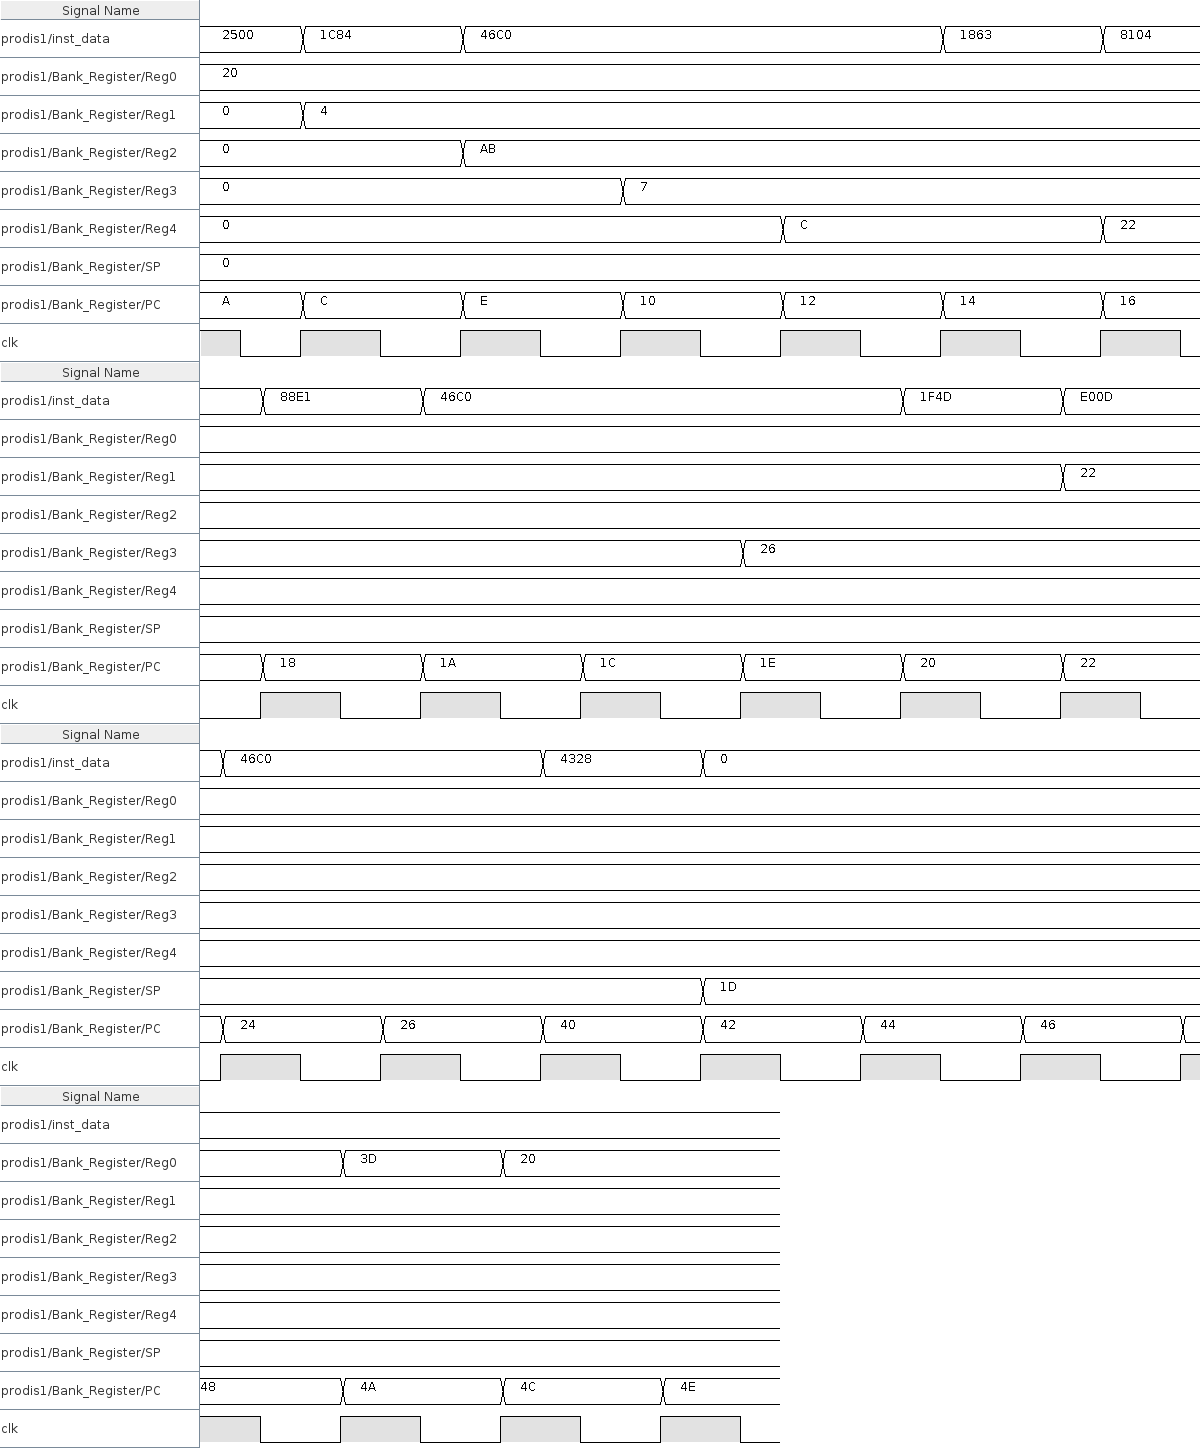 Signal Name
prodis1/inst_data 2500 1C84 46C0 1863 8104
prodis1/Bank_Register/Reg0 20
prodis1/Bank_Register/Reg1 0 4
prodis1/Bank_Register/Reg2 0 AB
prodis1/Bank_Register/Reg3 0 7
prodis1/Bank_Register/Reg4 0 C 22
prodis1/Bank_Register/SP 0
prodis1/Bank_Register/PC A C E 10 12 14 16
clk
Signal Name
prodis1/inst_data 88E1 46C0 1F4D E00D
prodis1/Bank_Register/Reg0
prodis1/Bank_Register/Reg1 22
prodis1/Bank_Register/Reg2
prodis1/Bank_Register/Reg3 26
prodis1/Bank_Register/Reg4
prodis1/Bank_Register/SP
prodis1/Bank_Register/PC 18 1A 1C 1E 20 22
clk
Signal Name
prodis1/inst_data 46C0 4328 0
prodis1/Bank_Register/Reg0
prodis1/Bank_Register/Reg1
prodis1/Bank_Register/Reg2
prodis1/Bank_Register/Reg3
prodis1/Bank_Register/Reg4
prodis1/Bank_Register/SP 1D
prodis1/Bank_Register/PC 24 26 40 42 44 46
clk
Signal Name
prodis1/inst_data
prodis1/Bank_Register/Reg0 3D 20
prodis1/Bank_Register/Reg1
prodis1/Bank_Register/Reg2
prodis1/Bank_Register/Reg3
prodis1/Bank_Register/Reg4
prodis1/Bank_Register/SP
prodis1/Bank_Register/PC 48 4A 4C 4E
clk